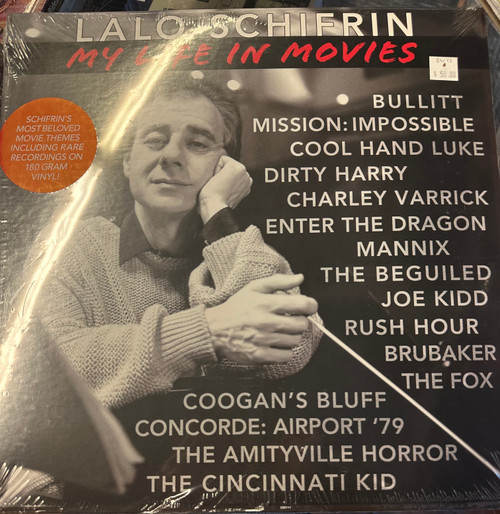 LALO SCHIFRIN
MY LIFE IN MOVIES
$ 50.00
SCHIFRIN'S
MOST BELOVED
MOVIE THEMES
INCLUDING RARE
RECORDINGS ON
180 GRAM
VINYL!
BULLITT
MISSION: IMPOSSIBLE
COOL HAND LUKE
DIRTY HARRY
CHARLEY VARRICK
ENTER THE DRAGON
MANNIX
THE BEGUILED
JOE KIDD
RUSH HOUR
BRUBAKER
THE FOX
COOGAN'S BLUFF
CONCORDE: AIRPORT '79
THE AMITYVILLE HORROR
THE CINCINNATI KID